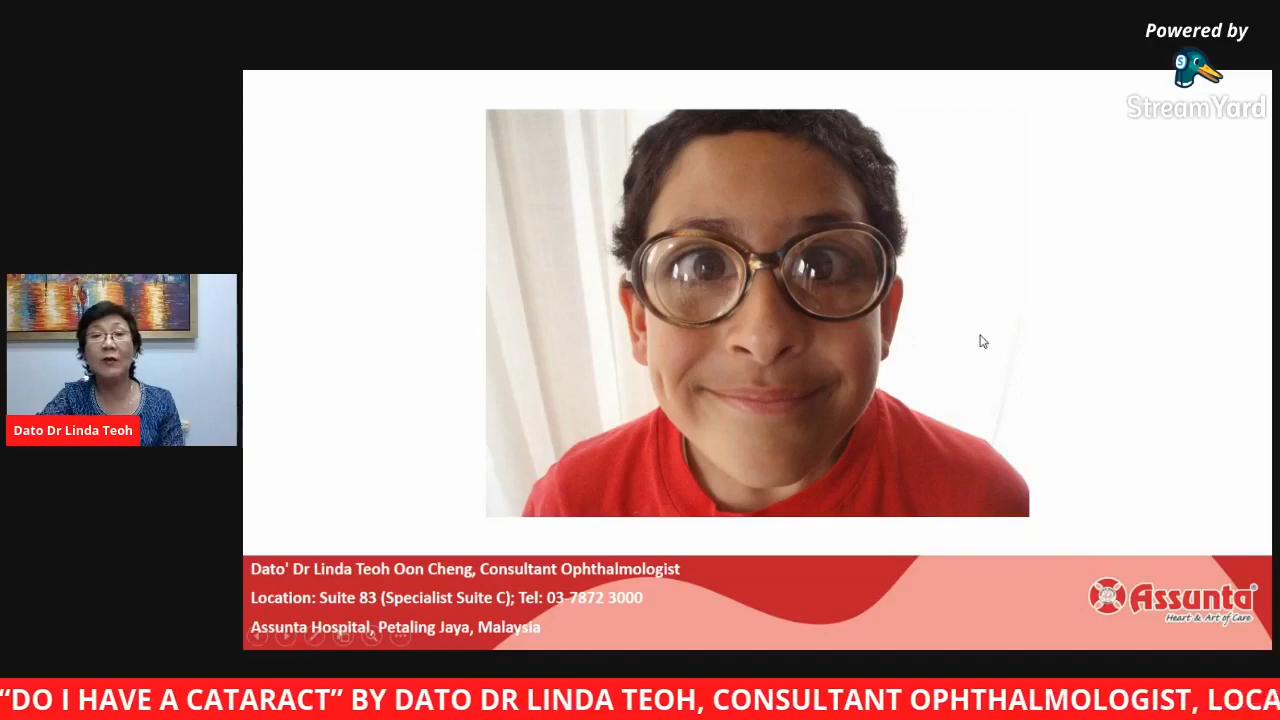 Powered by
StreamYard
Dato Dr Linda Teoh
Dato' Dr Linda Teoh Oon Cheng, Consultant Ophthalmologist
Location: Suite 83 (Specialist Suite C); Tel: 03-7872 3000
Assunta Hospital, Petaling Jaya, Malaysia
Assunta®
Heart & Art of Care
“DO I HAVE A CATARACT” BY DATO DR LINDA TEOH, CONSULTANT OPHTHALMOLOGIST, LOCA